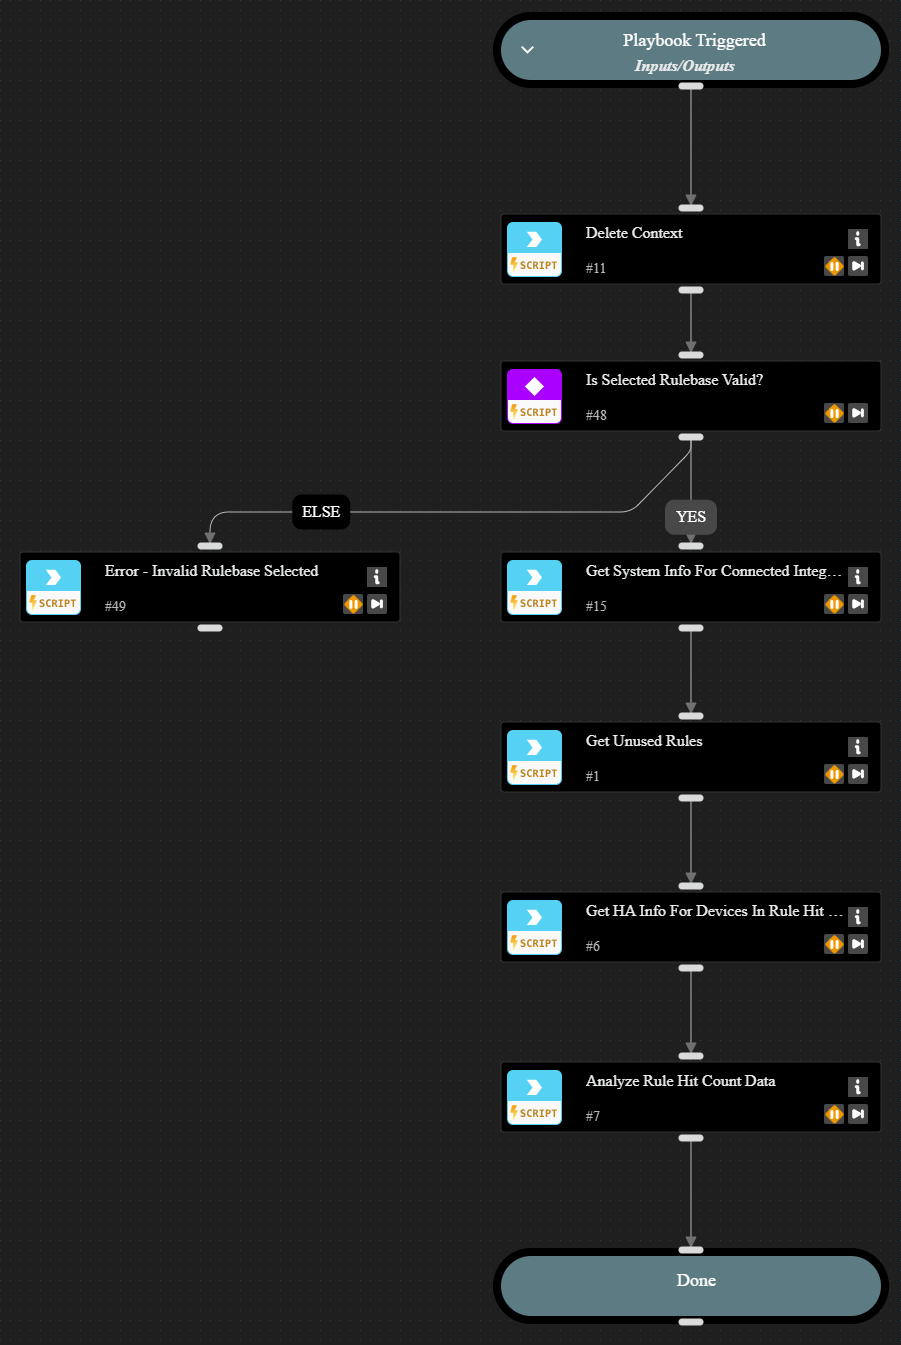 Playbook Triggered
Inputs/Outputs
Delete Context
SCRIPT
#11
Is Selected Rulebase Valid?
SCRIPT
#48
ELSE
YES
Error - Invalid Rulebase Selected
SCRIPT
#49
Get System Info For Connected Integ...
SCRIPT
#15
Get Unused Rules
SCRIPT
#1
Get HA Info For Devices In Rule Hit ...
SCRIPT
#6
Analyze Rule Hit Count Data
SCRIPT
#7
Done